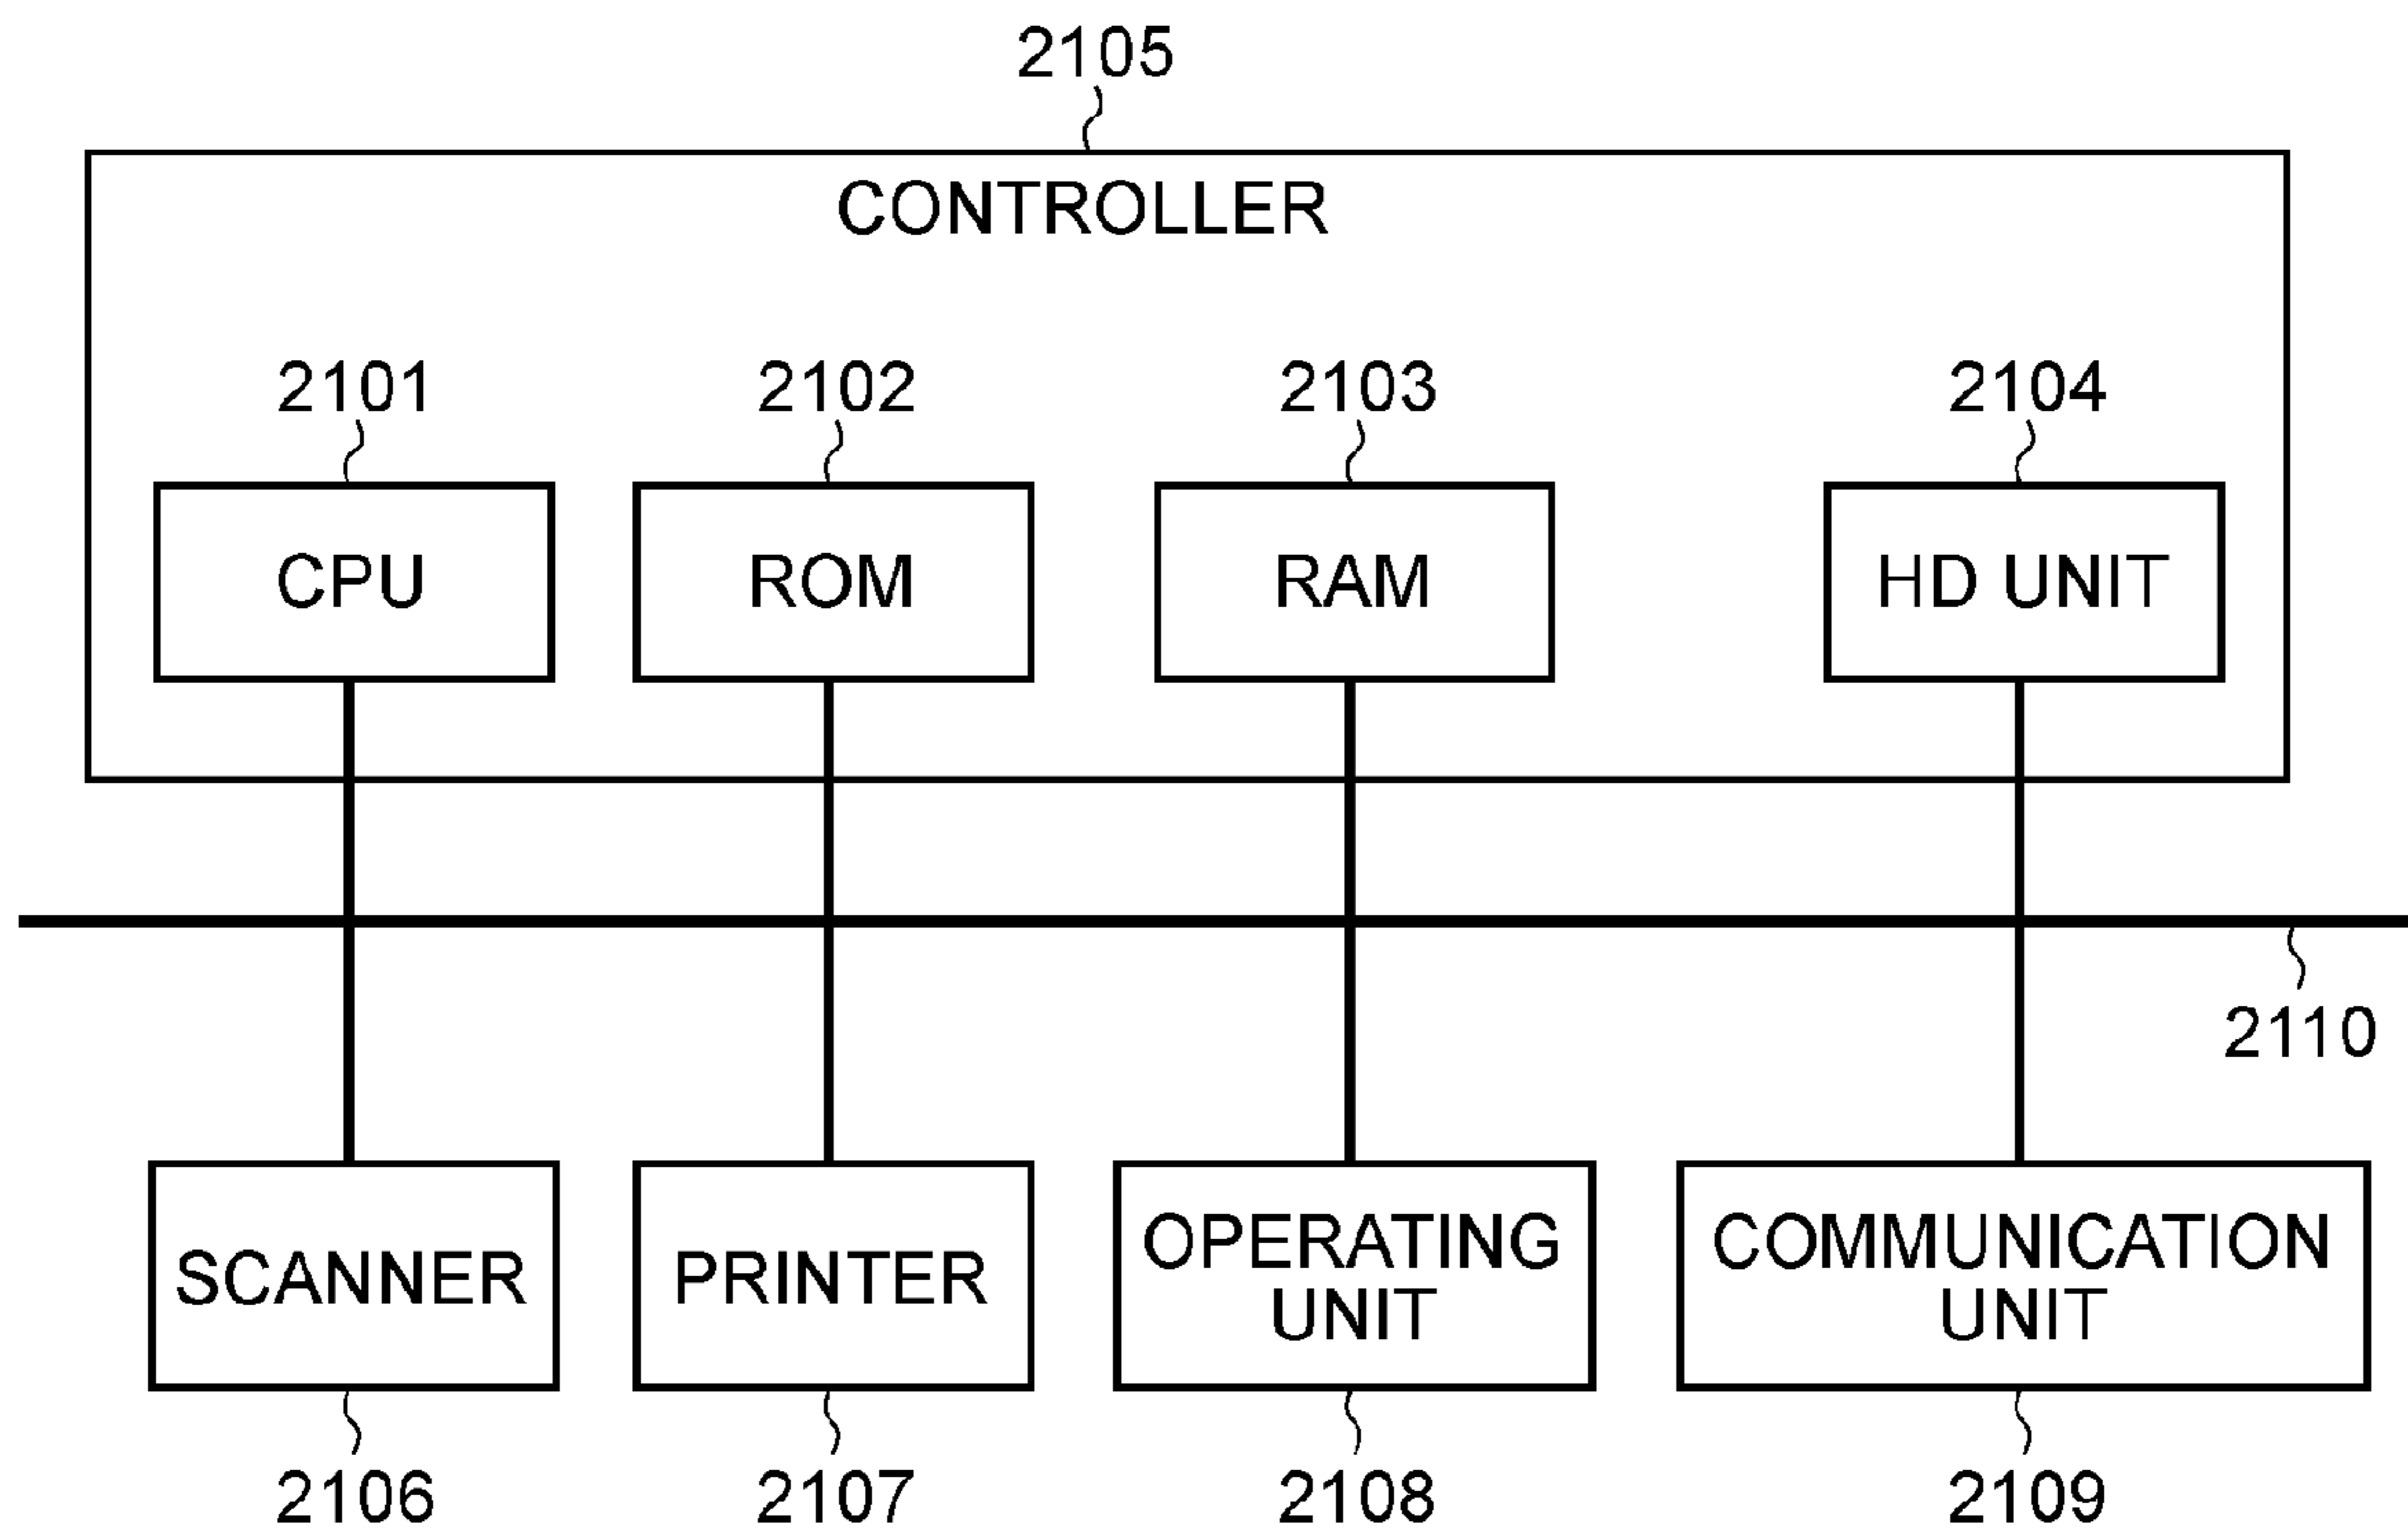 2105
CONTROLLER
2101
2102
2103
2104
CPU
ROM
RAM
HD UNIT
2110
SCANNER
PRINTER
OPERATING
UNIT
COMMUNICATION
UNIT
2106
2107
2108
2109